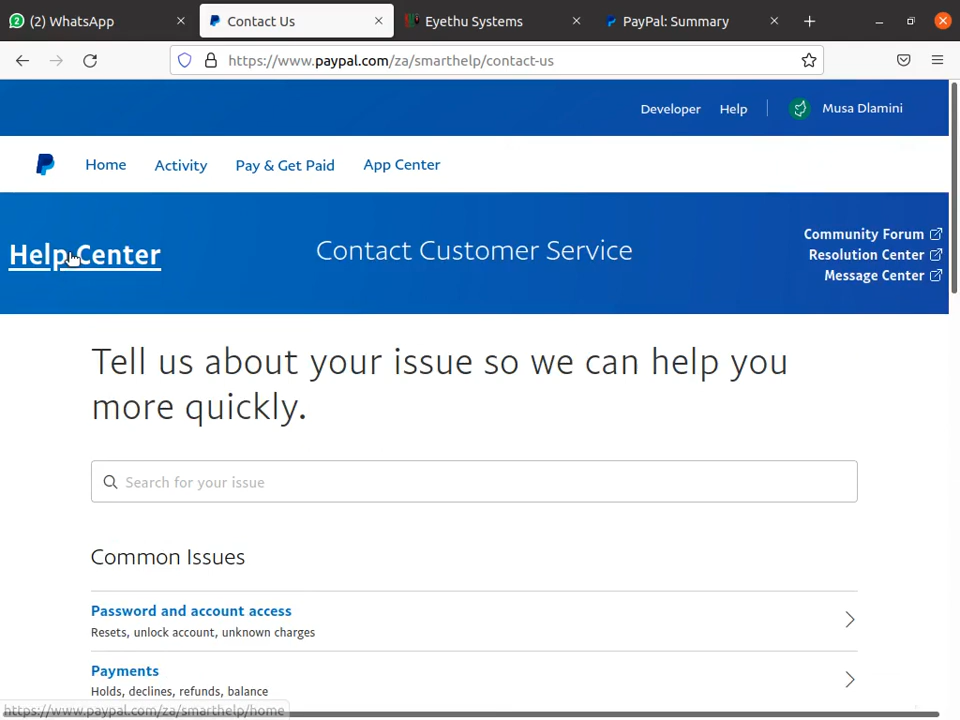 (2) WhatsApp
Contact Us
Eyethu Systems
PayPal: Summary
https://www.paypal.com/za/smarthelp/contact-us
Developer
Help
Musa Dlamini
Home
Activity
Pay & Get Paid
App Center
Help Center
Contact Customer Service
Community Forum
Resolution Center
Message Center
Tell us about your issue so we can help you
more quickly.
Search for your issue
Common Issues
Password and account access
Resets, unlock account, unknown charges
Payments
Holds, declines, refunds, balance
https://www.paypal.com/za/smarthelp/home